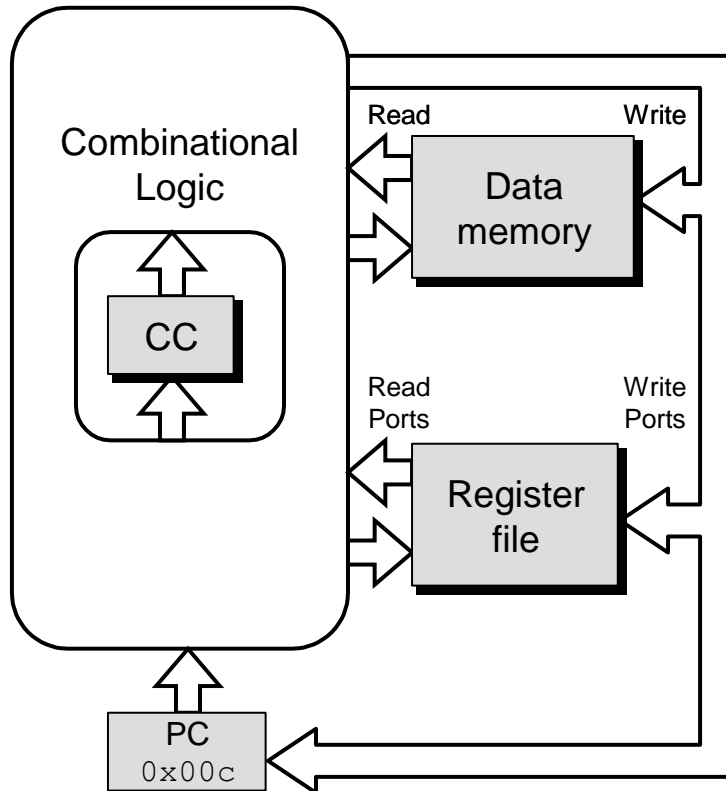 Read
Write
Combinational
Logic
Data
memory
CC
Read
Ports
Write
Ports
Register
file
PC
0x00c